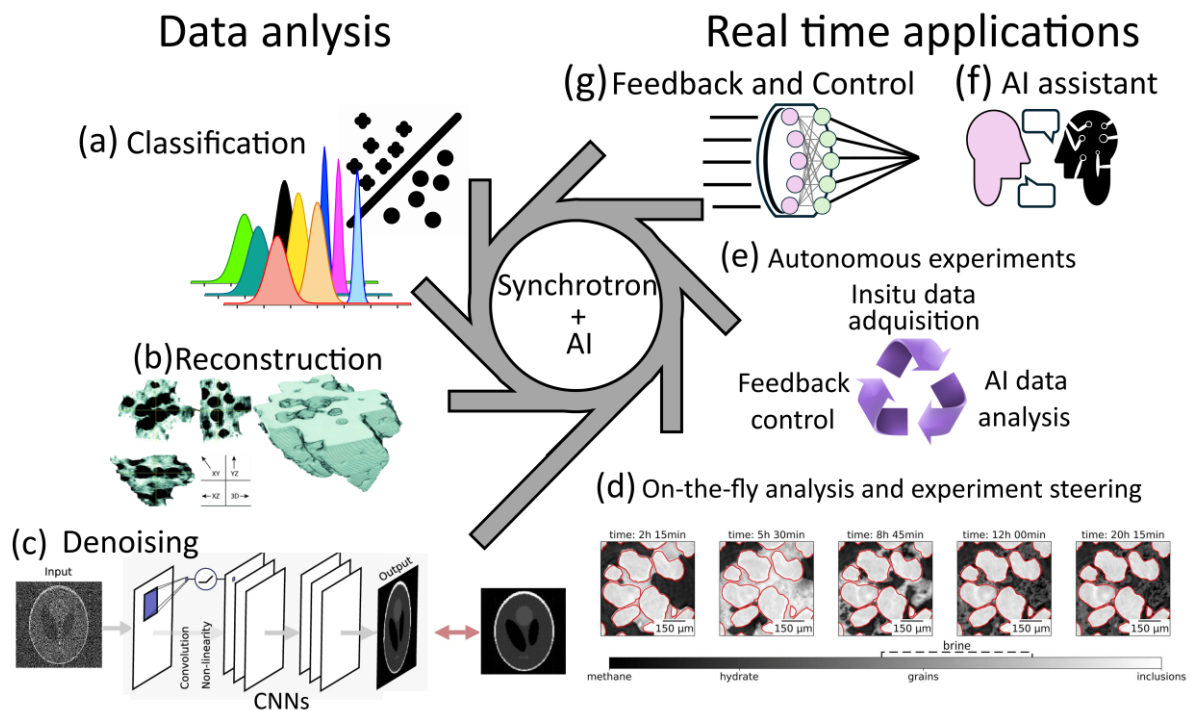 Data anlysis
Real time applications
(a) Classification
(g) Feedback and Control
(f) AI assistant
Synchrotron
+
AI
(e) Autonomous experiments
Insitu data
adquisition
Feedback
control
AI data
analysis
(b) Reconstruction
XY YZ
XZ 3D
(c) Denoising
Input
Convolution
Non-linearity
Output
CNNs
(d) On-the-fly analysis and experiment steering
time: 2h 15min
time: 5h 30min
time: 8h 45min
time: 12h 00min
time: 20h 15min
150 μm
150 μm
150 μm
150 μm
150 μm
brine
methane
hydrate
grains
inclusions